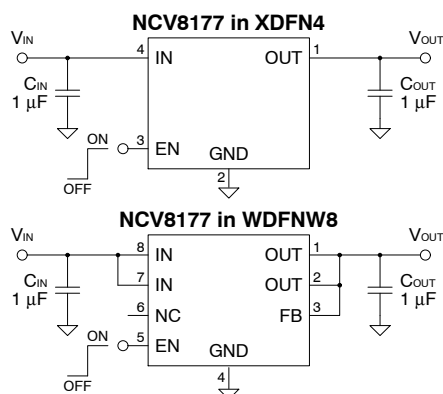 NCV8177 in XDFN4
VIN
4
IN
OUT
1
VOUT
CIN
1 µF
COUT
1 µF
ON
3
EN
OFF
GND
2
NCV8177 in WDFNW8
VIN
8
IN
OUT
1
VOUT
7
IN
OUT
2
CIN
1 µF
COUT
1 µF
6
NC
FB
3
ON
5
EN
OFF
GND
4